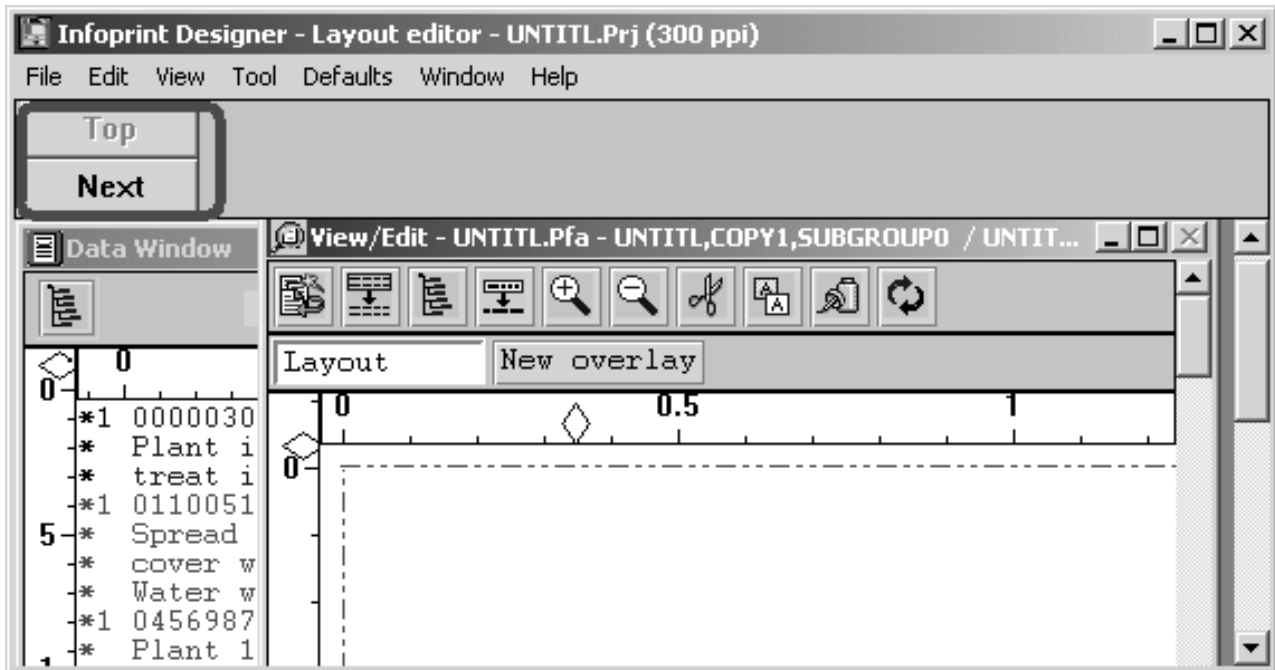 Infoprint Designer - Layout editor - UNTITL.Prj (300 ppi)
File Edit View Tool Defaults Window Help
Top
Next
Data Window
View/Edit - UNTITL.Pfa - UNTITL,COPY1,SUBGROUP0 / UNTIT...
Layout New overlay
0
0
*1 0000030
* Plant i
* treat i
*1 0110051
5 * Spread
* cover w
* Water w
*1 0456987
* Plant 1
0 0.5 1
0